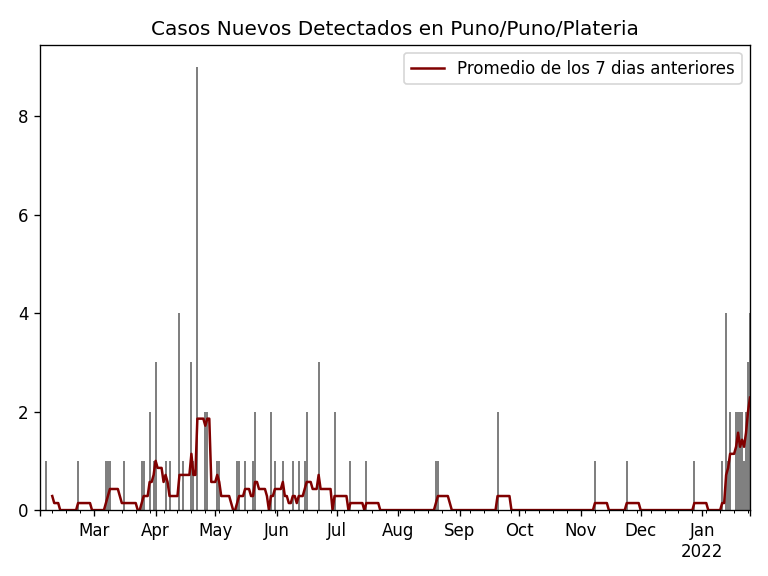 Casos Nuevos Detectados en Puno/Puno/Plateria
Promedio de los 7 dias anteriores
8
6
4
2
0
Mar Apr May Jun Jul Aug Sep Oct Nov Dec Jan
2022